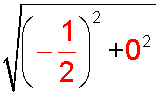 √((-1/2)² + 0²)